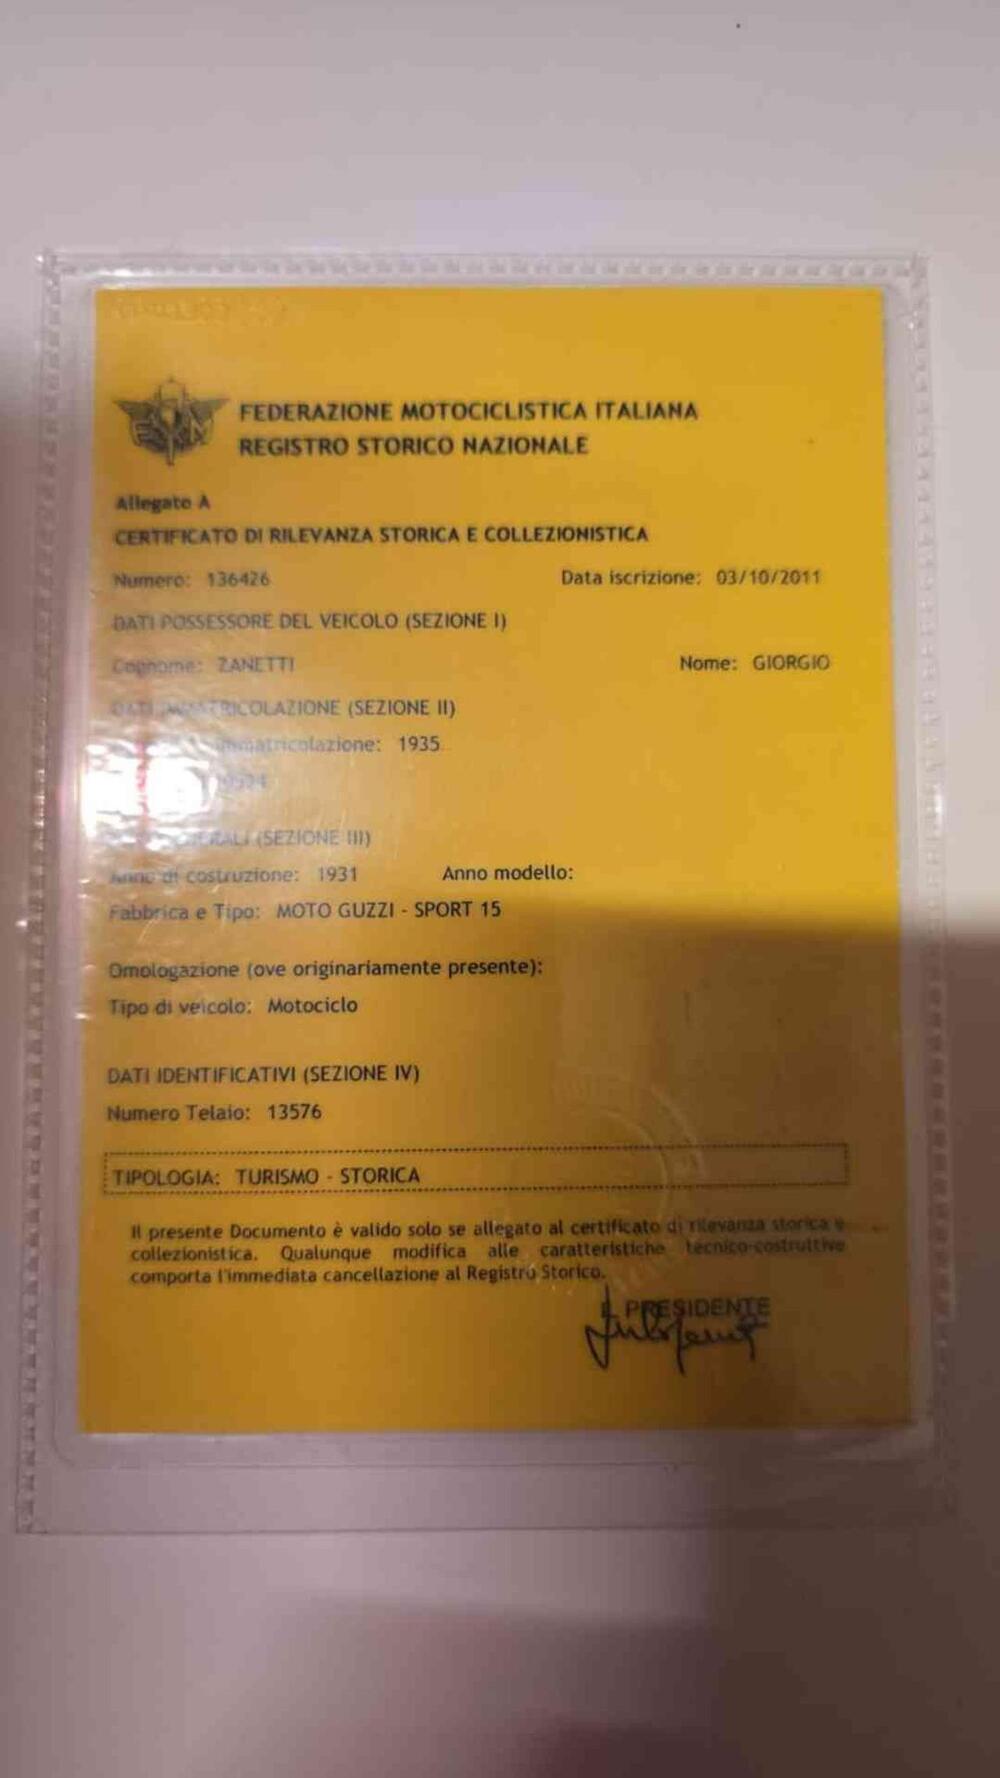 FEDERAZIONE MOTOCICLISTICA ITALIANA
REGISTRO STORICO NAZIONALE
Allegato A
CERTIFICATO DI RILEVANZA STORICA E COLLEZIONISTICA
Numero: 136426 Data iscrizione: 03/10/2011
DATI POSSESSORE DEL VEICOLO (SEZIONE I)
Cognome: ZANETTI Nome: GIORGIO
DATI IMMATRICOLAZIONE (SEZIONE II)
immatricolazione: 1935
(SEZIONE III)
Anno di costruzione: 1931 Anno modello:
Fabbrica e Tipo: MOTO GUZZI - SPORT 15
Omologazione (ove originariamente presente):
Tipo di veicolo: Motociclo
DATI IDENTIFICATIVI (SEZIONE IV)
Numero Telaio: 13576
TIPOLOGIA: TURISMO - STORICA
Il presente Documento è valido solo se allegato al certificato di rilevanza storica e
collezionistica. Qualunque modifica alle caratteristiche tecnico-costruttive
comporta l'immediata cancellazione al Registro Storico.
IL PRESIDENTE